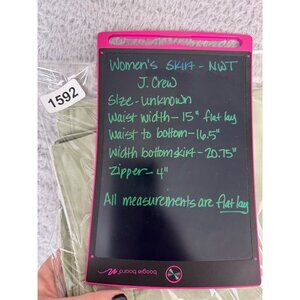 1592
Women's Skirt - NWT
J. Crew
Size - unknown
Waist width - 15" flat lay
Waist to bottom - 16.5"
Width bottom skirt - 20.75"
Zipper - 4"
All measurements are flat lay
boogie board